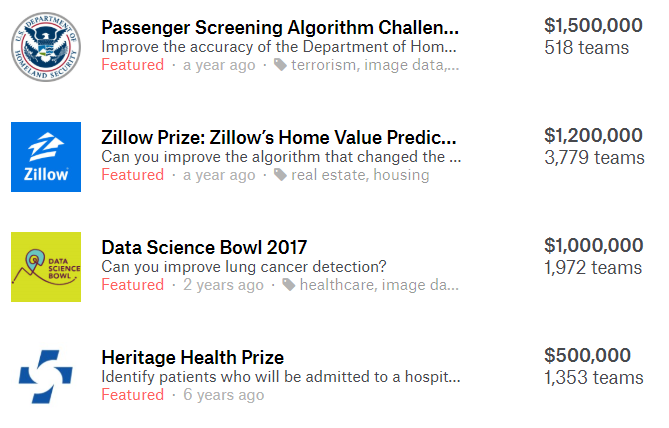 Passenger Screening Algorithm Challen...
$1,500,000
Improve the accuracy of the Department of Hom...
518 teams
Featured · a year ago · terrorism, image data,...
Zillow
Zillow Prize: Zillow's Home Value Predic...
$1,200,000
Can you improve the algorithm that changed the ...
3,779 teams
Featured · a year ago · real estate, housing
DATA
SCIENCE
BOWL
Data Science Bowl 2017
$1,000,000
Can you improve lung cancer detection?
1,972 teams
Featured · 2 years ago · healthcare, image da...
Heritage Health Prize
$500,000
Identify patients who will be admitted to a hospit...
1,353 teams
Featured · 6 years ago